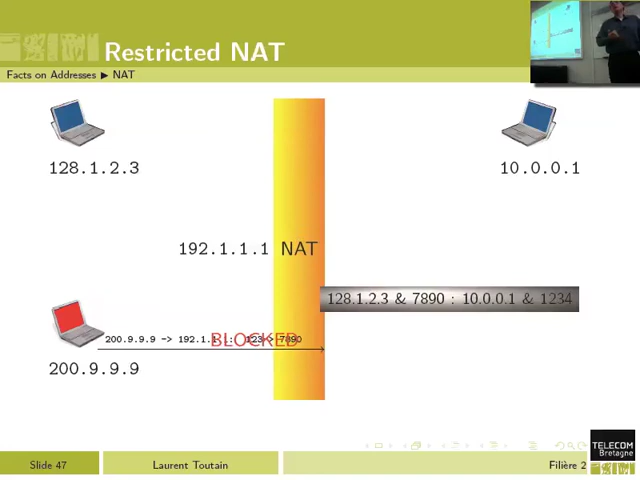 Restricted NAT
Facts on Addresses ▶ NAT
128.1.2.3
10.0.0.1
192.1.1.1 NAT
128.1.2.3 & 7890 : 10.0.0.1 & 1234
BLOCKED
200.9.9.9 -> 192.1.1 : 123-> 7890
200.9.9.9
TELECOM
Bretagne
Slide 47
Laurent Toutain
Filière 2